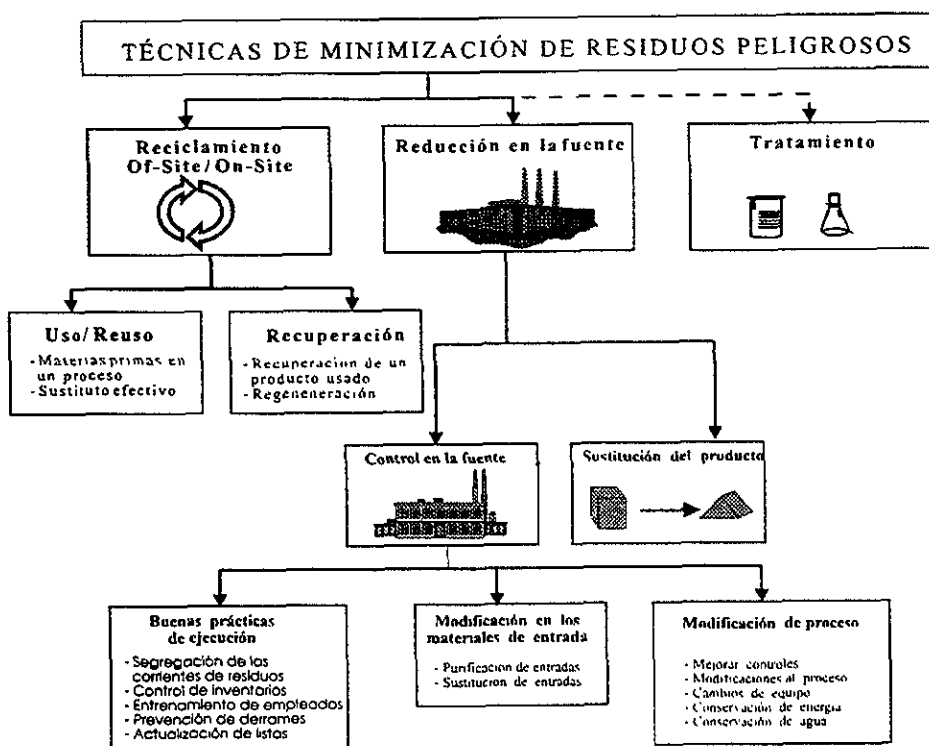 TÉCNICAS DE MINIMIZACIÓN DE RESIDUOS PELIGROSOS
Reciclamiento
Of-Site/On-Site
Reducción en la fuente
Tratamiento
Uso/Reuso
- Materias primas en
un proceso
- Sustituto efectivo
Recuperación
- Recuperación de un
producto usado
- Regeneneración
Control en la fuente
Sustitución del producto
Buenas prácticas
de ejecución
- Segregación de las
corrientes de residuos
- Control de inventarios
- Entrenamiento de empleados
- Prevención de derrames
- Actualización de listas
Modificación en los
materiales de entrada
- Purificación de entradas
- Sustitución de entradas
Modificación de proceso
- Mejorar controles
- Modificaciones al proceso
- Cambios de equipo
- Conservación de energía
- Conservación de agua